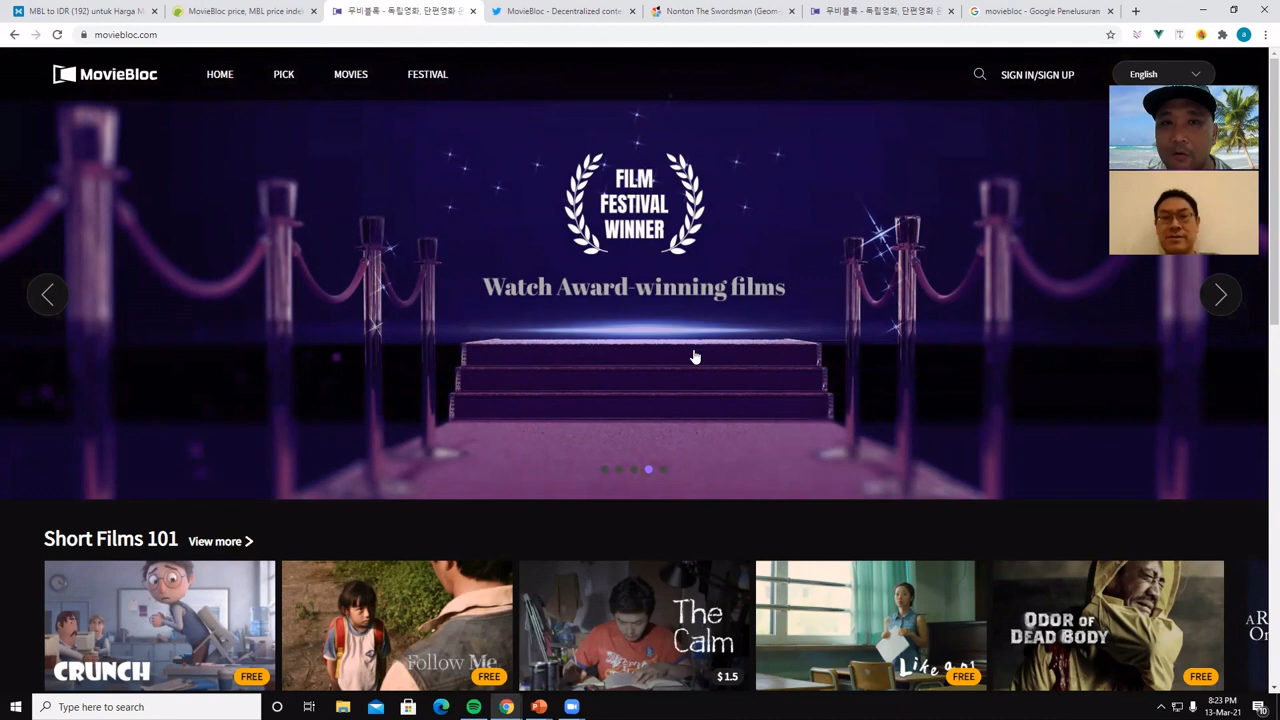 MBL to IDR (192) untuk Harga M
MovieBloc price, MBL price inde
무비블록 - 독립영화, 단편영화 온
MovieBloc - Decentralized conte
Nonton The Swordsman (Geom-
무비블록 - 독립영화, 단편영화 온
moviebloc - Google Penelusuran
moviebloc.com
MovieBloc
HOME
PICK
MOVIES
FESTIVAL
SIGN IN/SIGN UP
English
FILM
FESTIVAL
WINNER
Watch Award-winning films
Short Films 101
View more
CRUNCH
FREE
Follow Me
FREE
The
Calm
$ 1.5
FREE
ODOR OF
DEAD BODY
FREE
Type here to search
8:23 PM
13-Mar-21
10